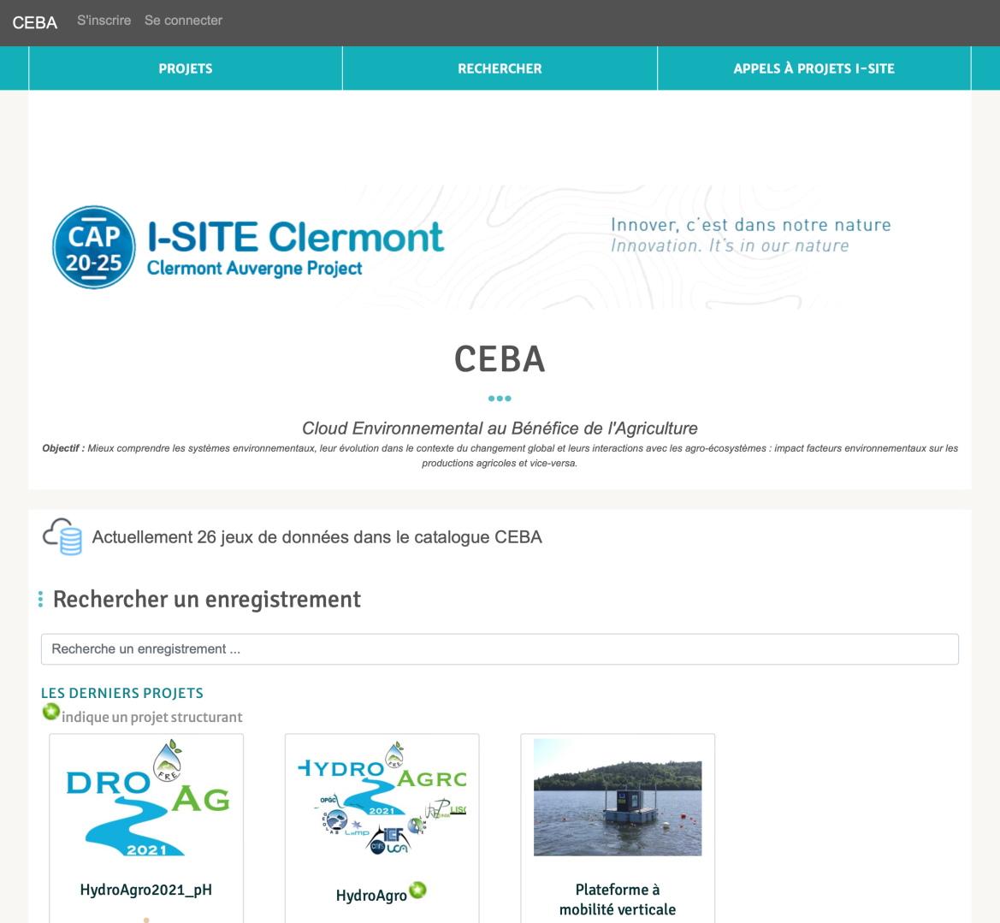 CEBA S'inscrire Se connecter
PROJETS RECHERCHER APPELS À PROJETS I-SITE
CAP
20-25
I-SITE Clermont
Clermont Auvergne Project
Innover, c'est dans notre nature
Innovation. It's in our nature
CEBA
Cloud Environnemental au Bénéfice de l'Agriculture
Objectif : Mieux comprendre les systèmes environnementaux, leur évolution dans le contexte du changement global et leurs interactions avec les agro-écosystèmes : impact facteurs environnementaux sur les
productions agricoles et vice-versa.
Actuellement 26 jeux de données dans le catalogue CEBA
Rechercher un enregistrement
Recherche un enregistrement ...
LES DERNIERS PROJETS
indique un projet structurant
FRE
DRO
AG
2021
HydroAgro2021_pH
FRE
HYDRO
AGRO
OPGC
GEOLAB
2021
LaMP
cnrs
UCA
HydroAgro
Plateforme à
mobilité verticale